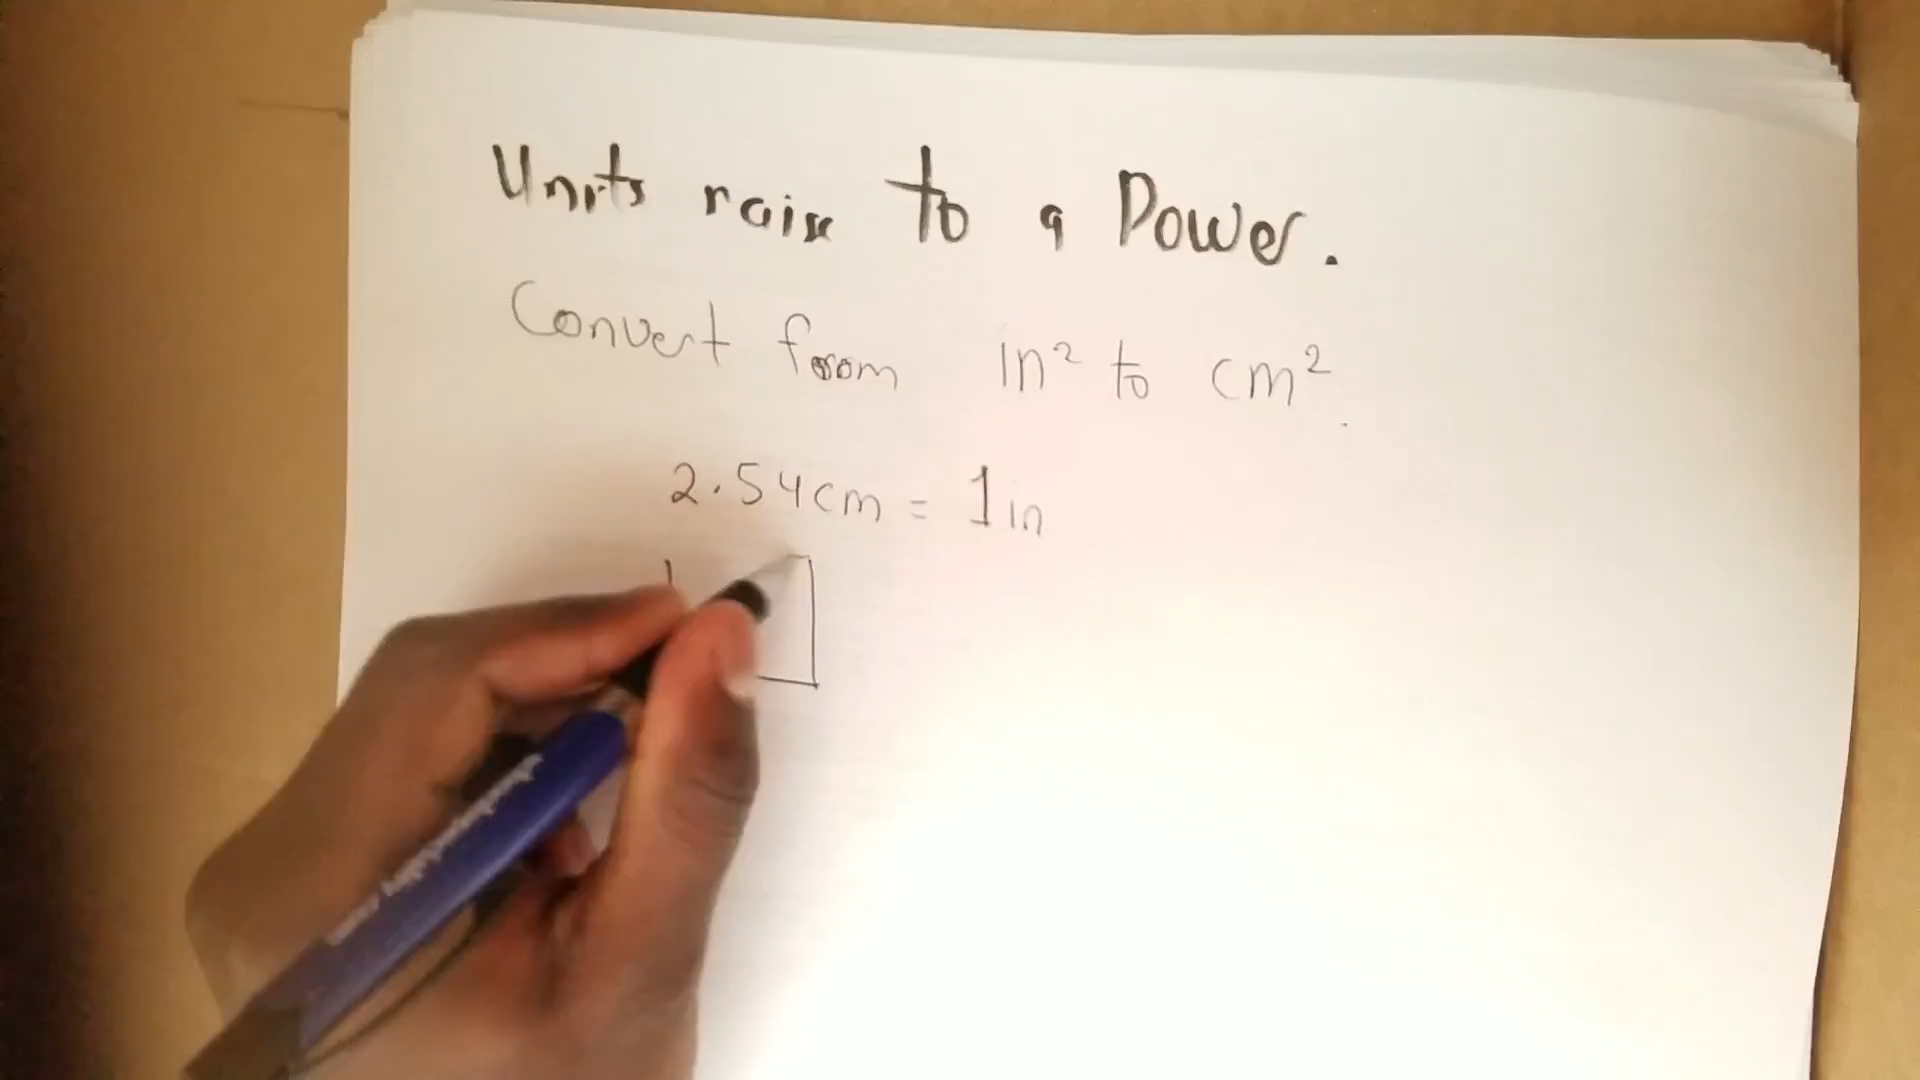 Units raise to a Power.
Convert from in² to cm²
2.54cm = 1in